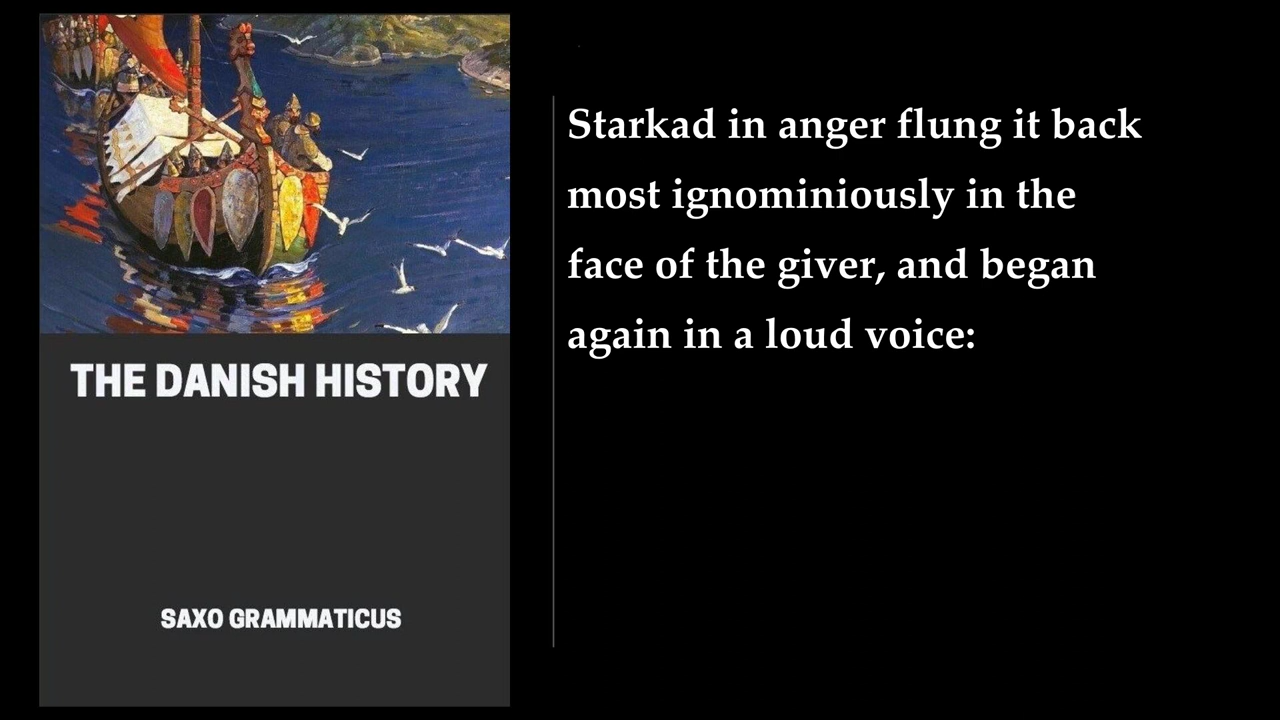 THE DANISH HISTORY
SAXO GRAMMATICUS
Starkad in anger flung it back
most ignominiously in the
face of the giver, and began
again in a loud voice: